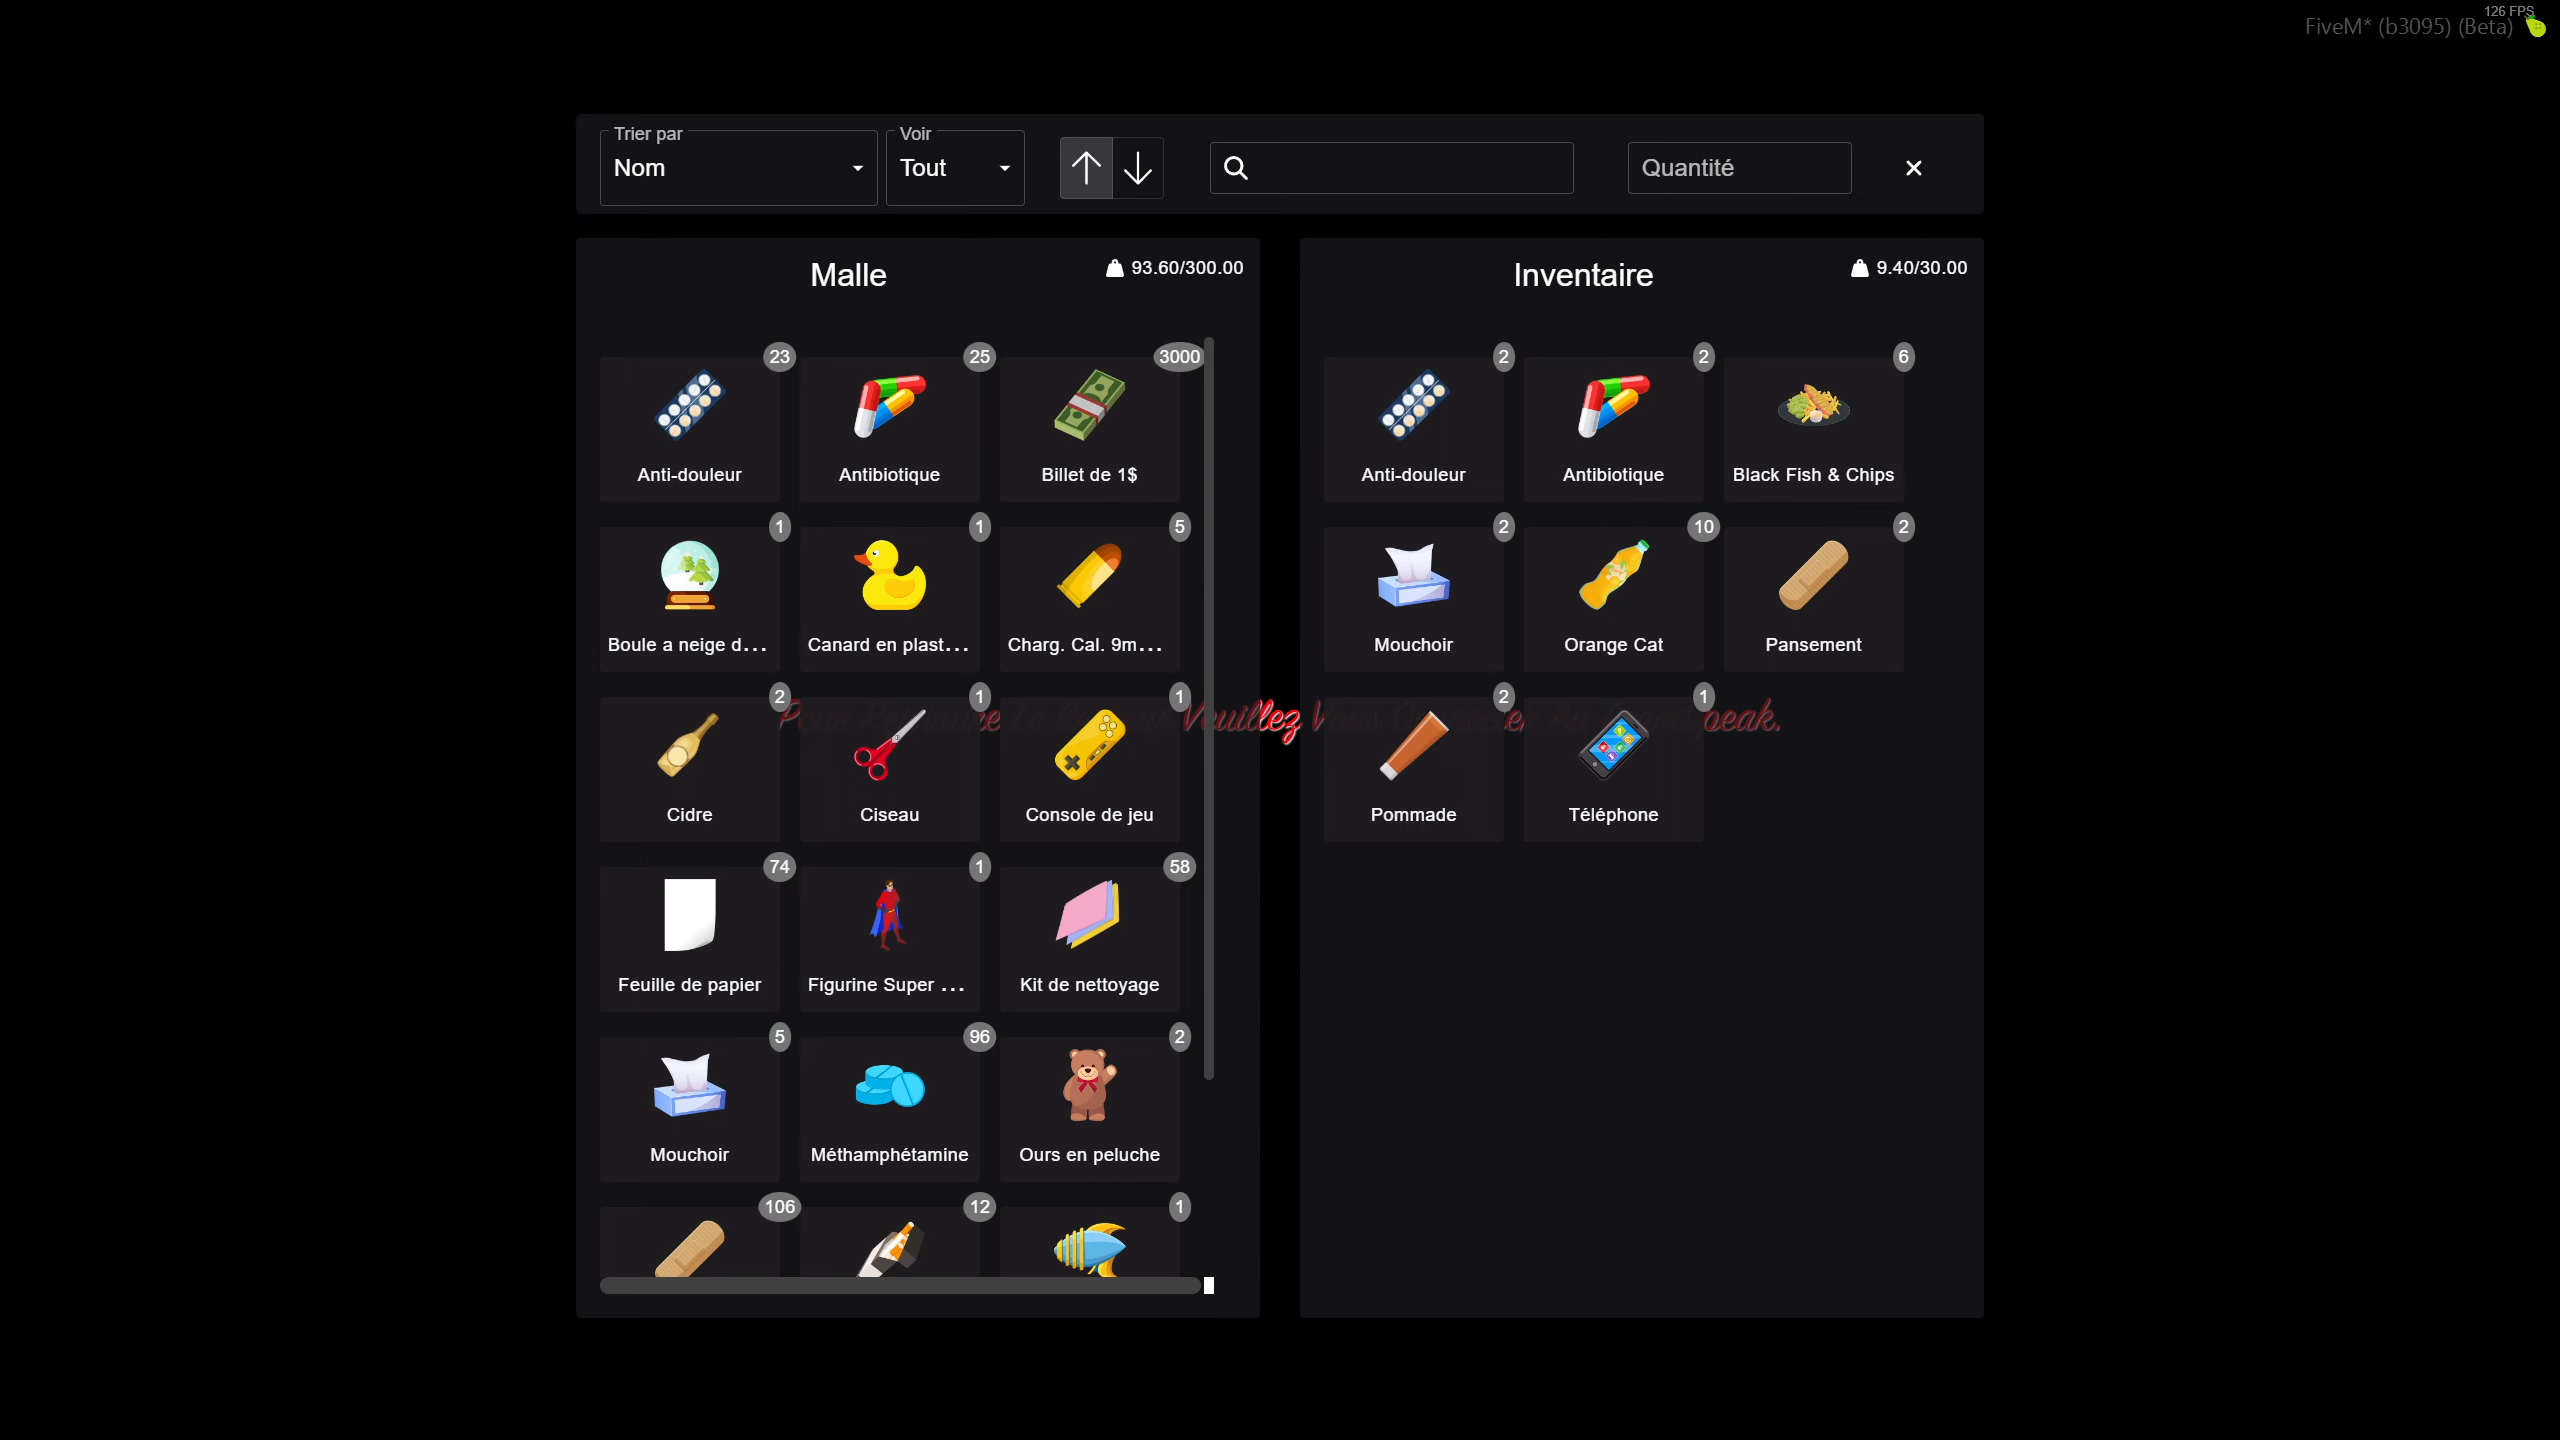 126 FPS
FiveM* (b3095) (Beta)
Trier par
Nom
Voir
Tout
Quantité
Malle
93.60/300.00
23
25
3000
Anti-douleur
Antibiotique
Billet de 1$
1
1
5
Boule a neige d...
Canard en plast...
Charg. Cal. 9m...
2
1
1
Cidre
Ciseau
Console de jeu
74
1
58
Feuille de papier
Figurine Super ...
Kit de nettoyage
5
96
2
Mouchoir
Méthamphétamine
Ours en peluche
106
12
1
Inventaire
9.40/30.00
2
2
6
Anti-douleur
Antibiotique
Black Fish & Chips
2
10
2
Mouchoir
Orange Cat
Pansement
2
1
Pommade
Téléphone
Pour Le Veuillez Vous Au